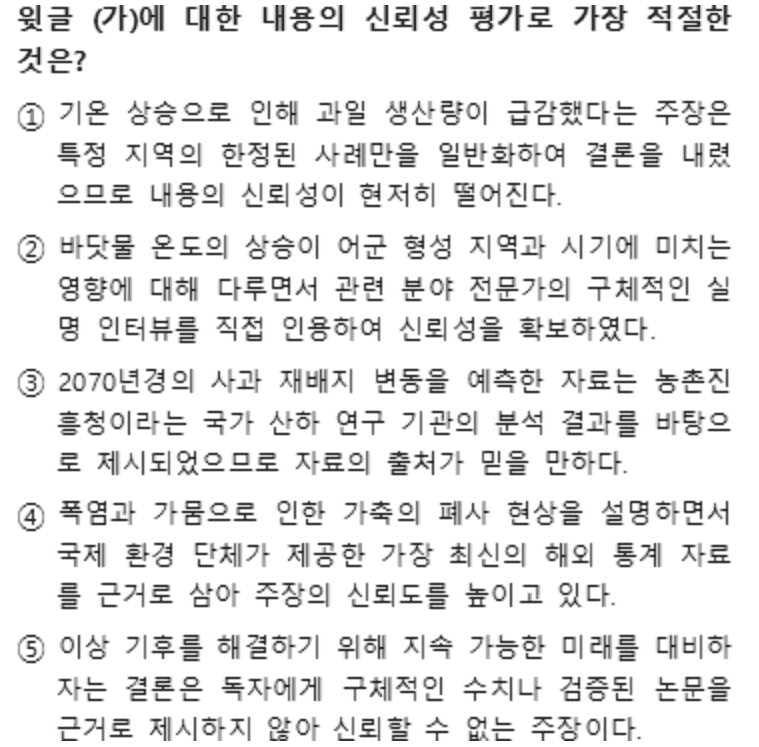 윗글 (가)에 대한 내용의 신뢰성 평가로 가장 적절한
것은?
① 기온 상승으로 인해 과일 생산량이 급감했다는 주장은
특정 지역의 한정된 사례만을 일반화하여 결론을 내렸
으므로 내용의 신뢰성이 현저히 떨어진다.
② 바닷물 온도의 상승이 어군 형성 지역과 시기에 미치는
영향에 대해 다루면서 관련 분야 전문가의 구체적인 실
명 인터뷰를 직접 인용하여 신뢰성을 확보하였다.
③ 2070년경의 사과 재배지 변동을 예측한 자료는 농촌진
흥청이라는 국가 산하 연구 기관의 분석 결과를 바탕으
로 제시되었으므로 자료의 출처가 믿을 만하다.
④ 폭염과 가뭄으로 인한 가축의 폐사 현상을 설명하면서
국제 환경 단체가 제공한 가장 최신의 해외 통계 자료
를 근거로 삼아 주장의 신뢰도를 높이고 있다.
⑤ 이상 기후를 해결하기 위해 지속 가능한 미래를 대비하
자는 결론은 독자에게 구체적인 수치나 검증된 논문을
근거로 제시하지 않아 신뢰할 수 없는 주장이다.